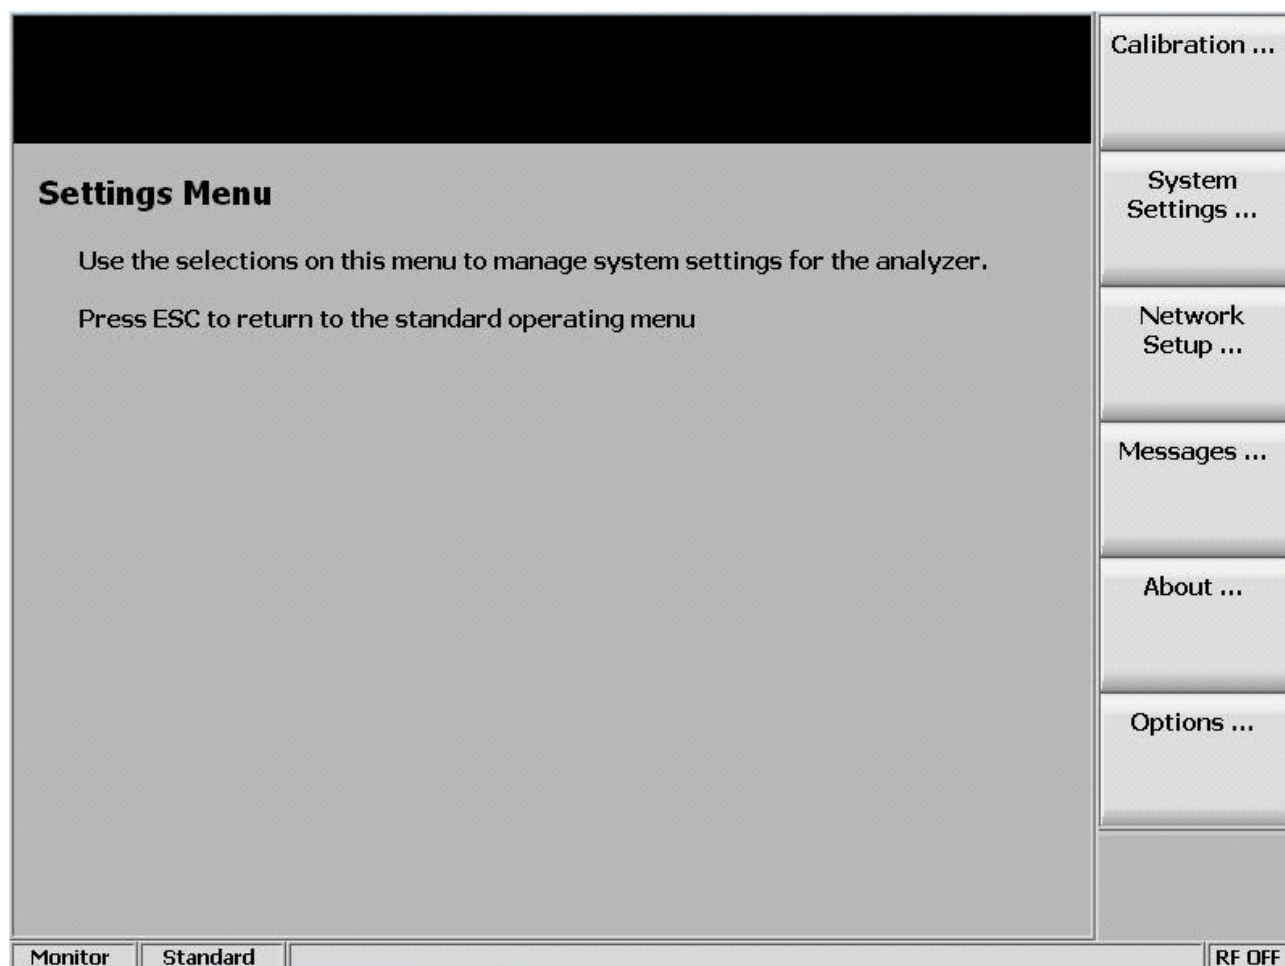 Settings Menu
Use the selections on this menu to manage system settings for the analyzer.
Press ESC to return to the standard operating menu
Calibration ...
System
Settings ...
Network
Setup ...
Messages ...
About ...
Options ...
Monitor
Standard
RF OFF